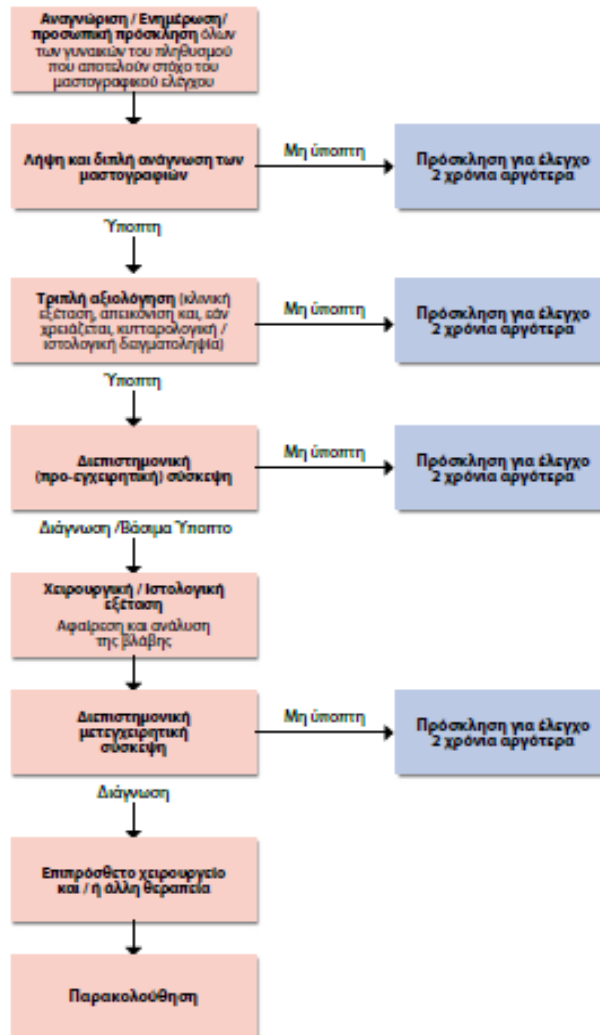 Αναγνώριση / Ενημέρωση/
προσωπική πρόσκληση όλων
των γυναικών του πληθυσμού
που αποτελούν στόχο του
μαστογραφικού ελέγχου
Λήψη και διπλή ανάγνωση των
μαστογραφιών
Μη ύποπτη
Πρόσκληση για έλεγχο
2 χρόνια αργότερα
Ύποπτη
Τριπλή αξιολόγηση (κλινική
εξέταση, απεικόνιση και, εάν
χρειάζεται, κυτταρολογική /
ιστολογική δειγματοληψία)
Μη ύποπτη
Πρόσκληση για έλεγχο
2 χρόνια αργότερα
Ύποπτη
Διεπιστημονική
(προ-εγχειρητική) σύσκεψη
Μη ύποπτη
Πρόσκληση για έλεγχο
2 χρόνια αργότερα
Διάγνωση /Βάσιμα Ύποπτο
Χειρουργική / Ιστολογική
εξέταση
Αφαίρεση και ανάλυση
της βλάβης
Διεπιστημονική
μετεγχειρητική
σύσκεψη
Μη ύποπτη
Πρόσκληση για έλεγχο
2 χρόνια αργότερα
Διάγνωση
Επιπρόσθετο χειρουργείο
και / ή άλλη θεραπεία
Παρακολούθηση